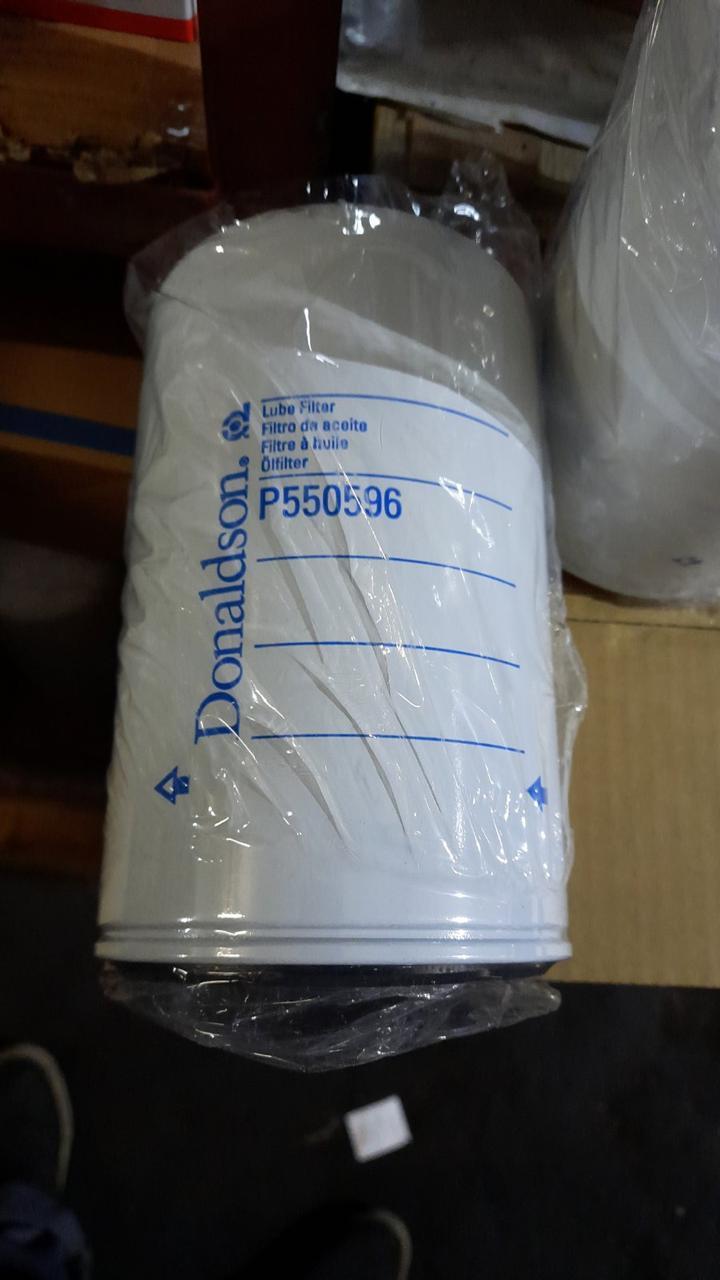 Donaldson.
Lube Filter
Filtro de aceite
Filtre à huile
Ölfilter
P550596